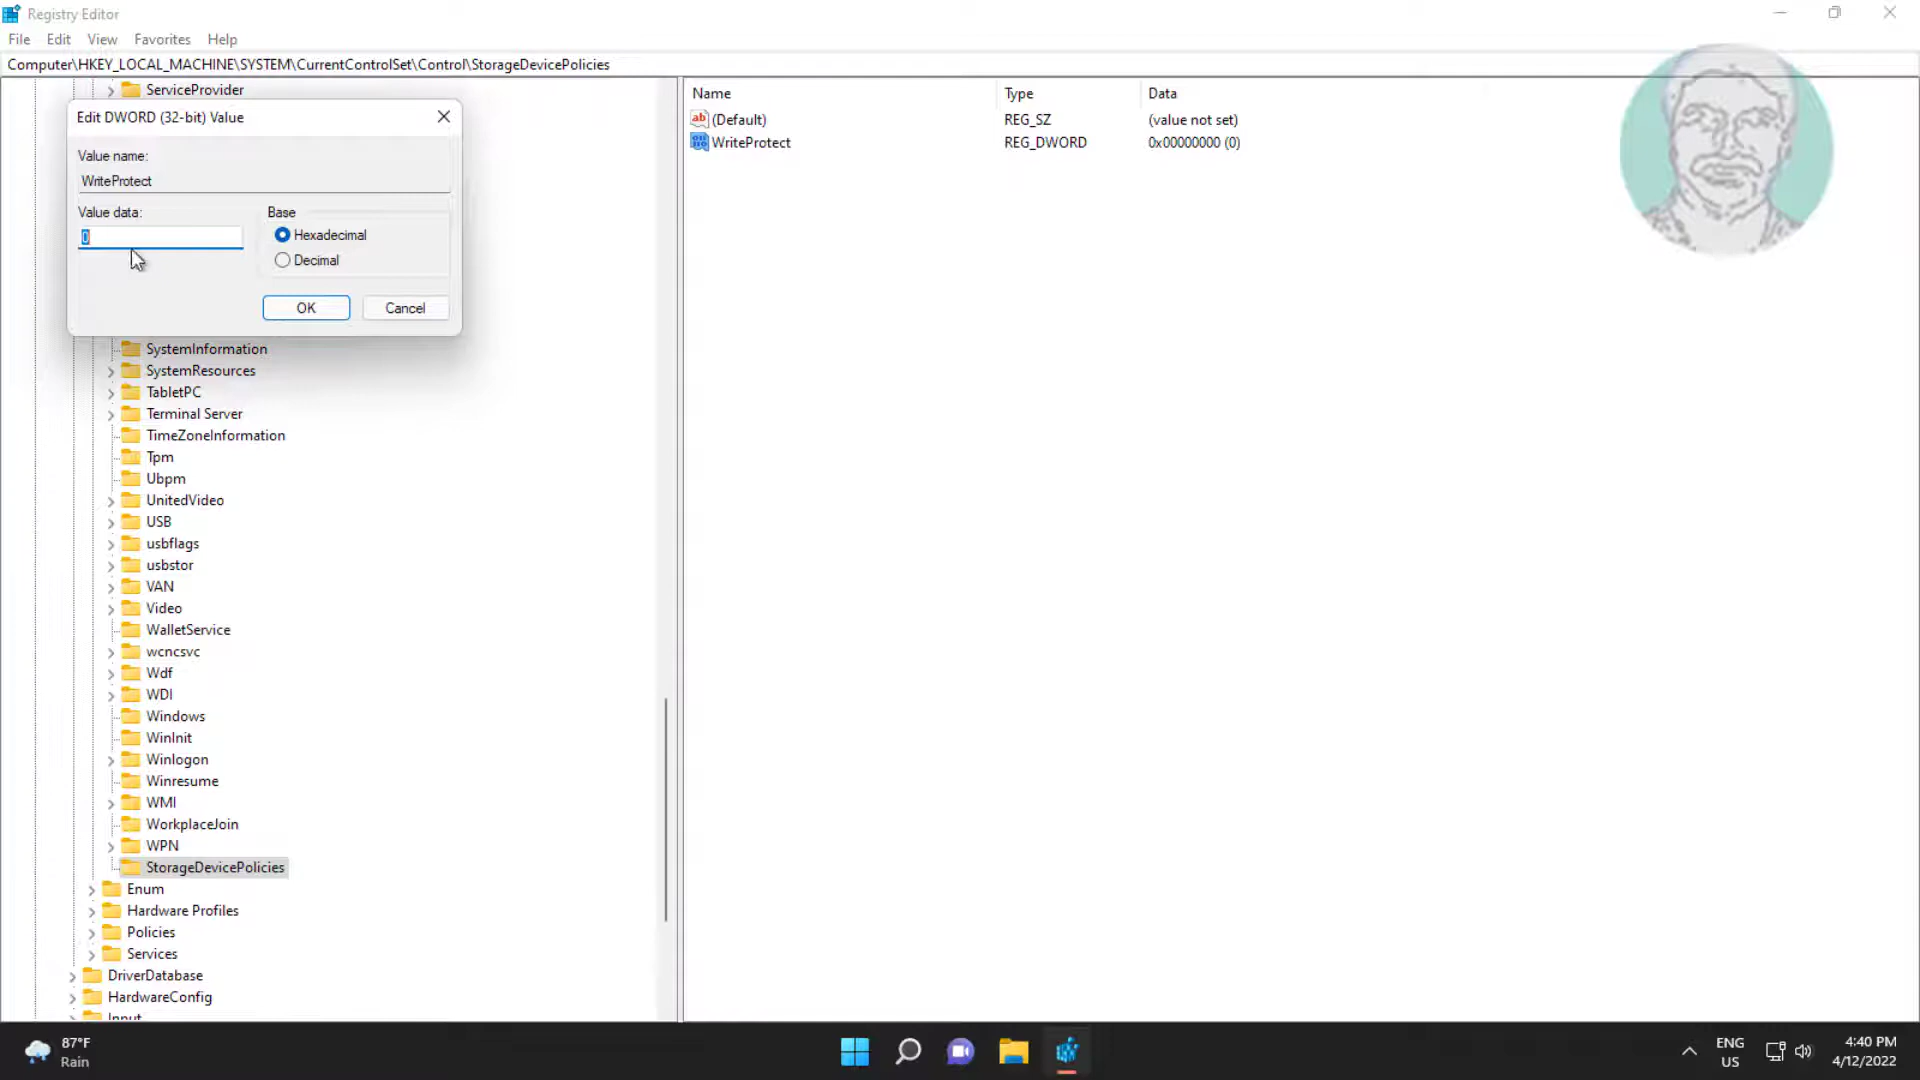 Registry Editor
File Edit View Favorites Help
Computer\HKEY_LOCAL_MACHINE\SYSTEM\CurrentControlSet\Control\StorageDevicePolicies
ServiceProvider
Edit DWORD (32-bit) Value
Value name:
WriteProtect
Value data:
0
Base
Hexadecimal
Decimal
OK Cancel
SystemInformation
SystemResources
TabletPC
Terminal Server
TimeZoneInformation
Tpm
Ubpm
UnitedVideo
USB
usbflags
usbstor
VAN
Video
WalletService
wcncsvc
Wdf
WDI
Windows
WinInit
Winlogon
Winresume
WMI
WorkplaceJoin
WPN
StorageDevicePolicies
Enum
Hardware Profiles
Policies
Services
DriverDatabase
HardwareConfig
Input
Name Type Data
(Default) REG_SZ (value not set)
WriteProtect REG_DWORD 0x00000000 (0)
87°F
Rain
ENG
US
4:40 PM
4/12/2022